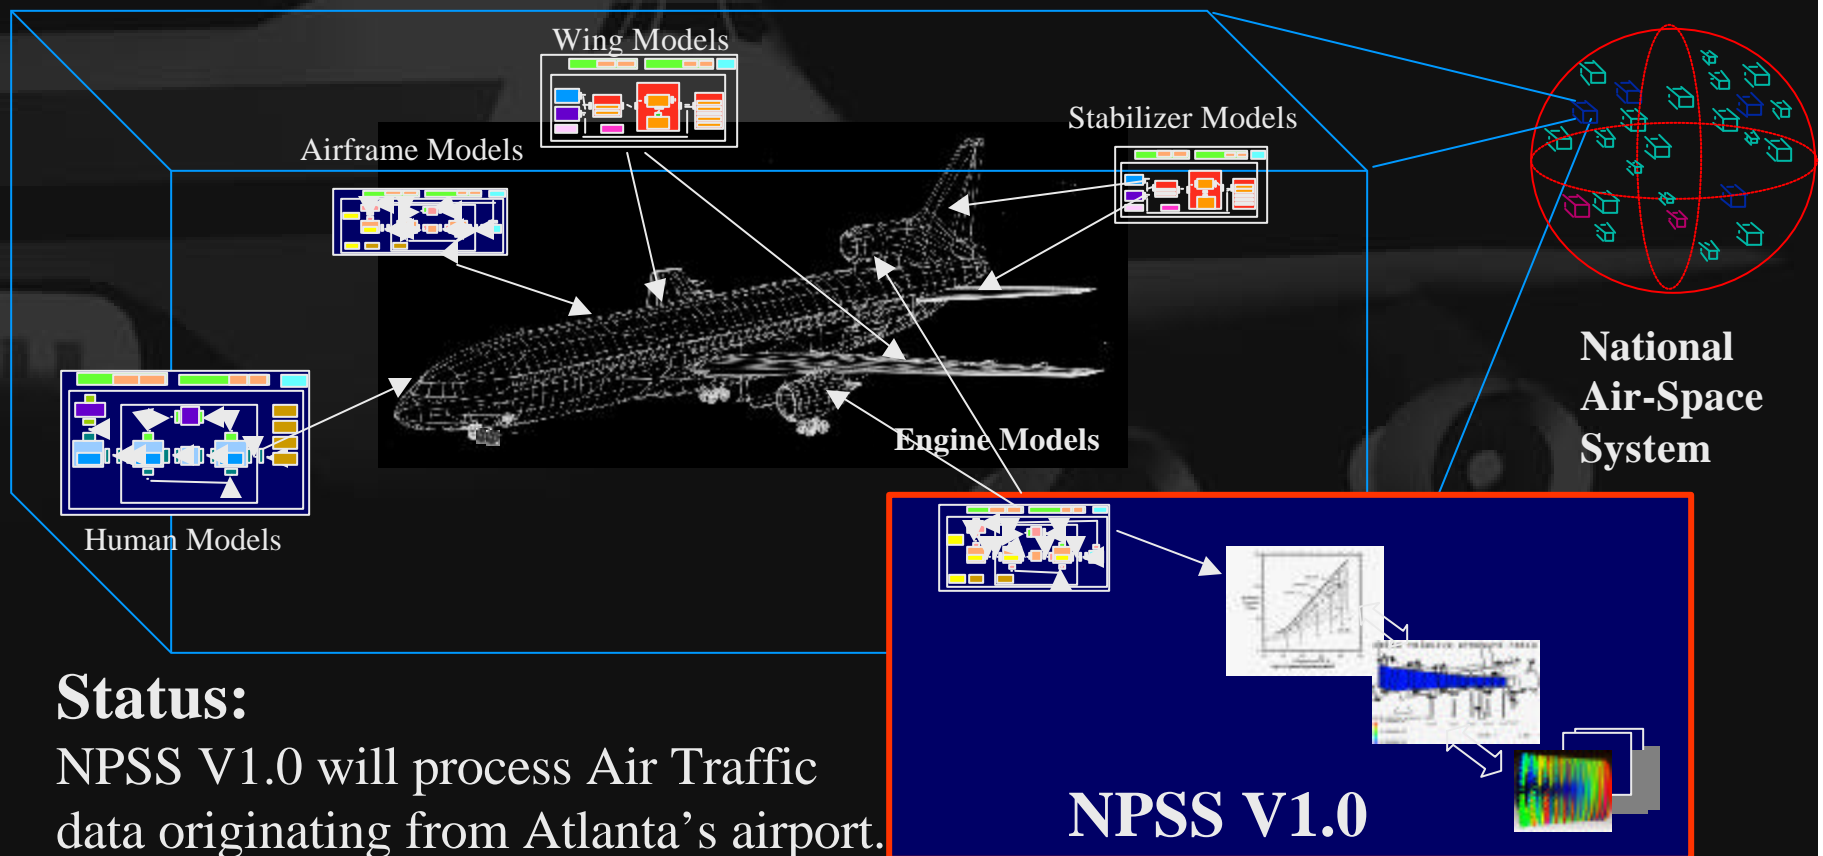 Wing Models
Stabilizer Models
Airframe Models
National
Air-Space
System
Engine Models
Human Models
Status:
NPSS V1.0 will process Air Traffic
data originating from Atlanta’s airport.
NPSS V1.0